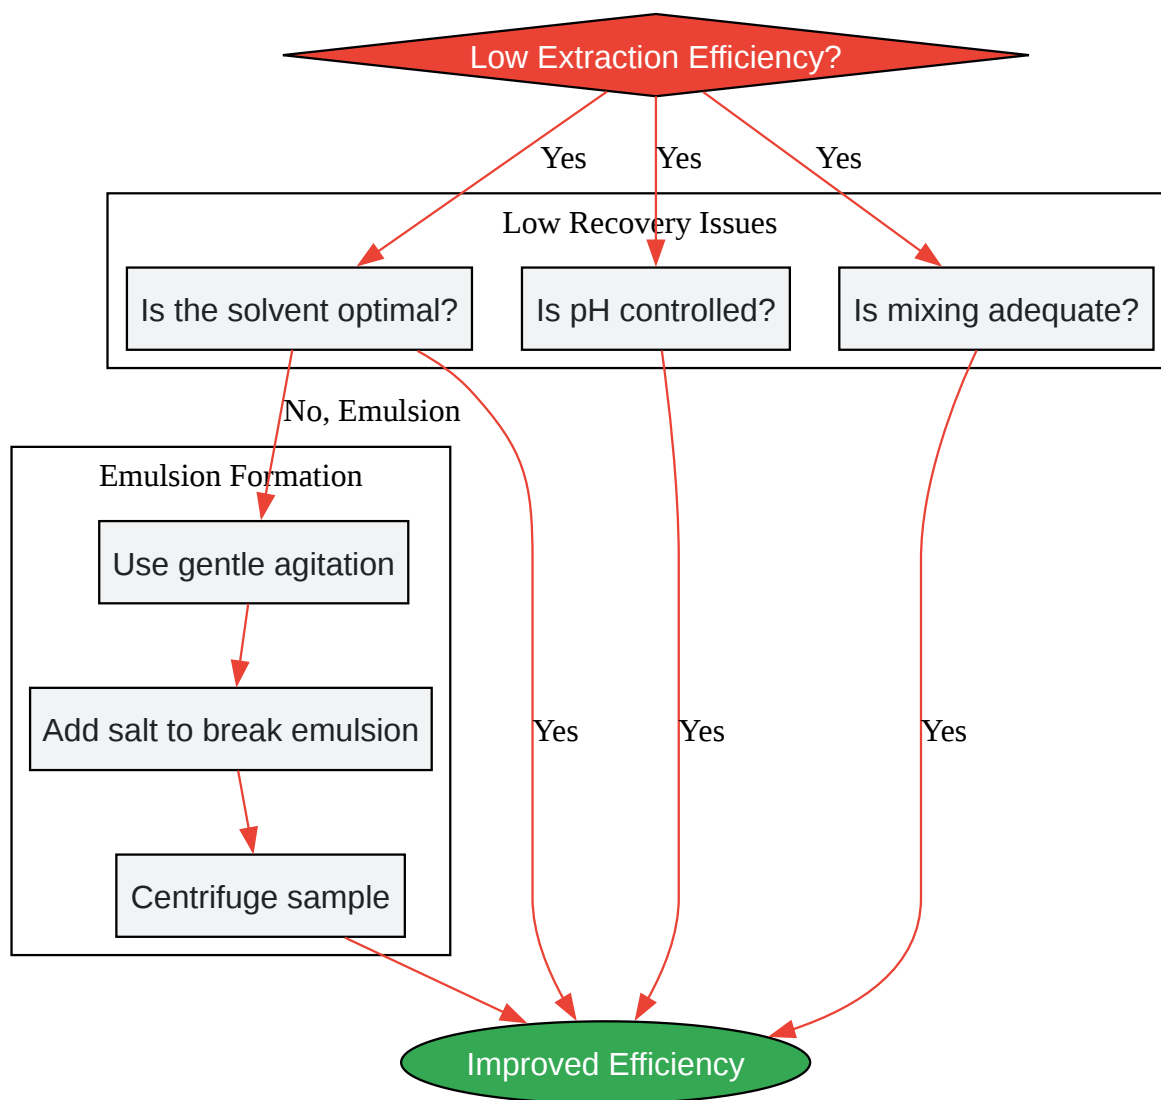 Low Extraction Efficiency?
Yes
Yes
Yes
Low Recovery Issues
Is the solvent optimal?
Is pH controlled?
Is mixing adequate?
No, Emulsion
Emulsion Formation
Use gentle agitation
Add salt to break emulsion
Yes
Yes
Yes
Centrifuge sample
Improved Efficiency